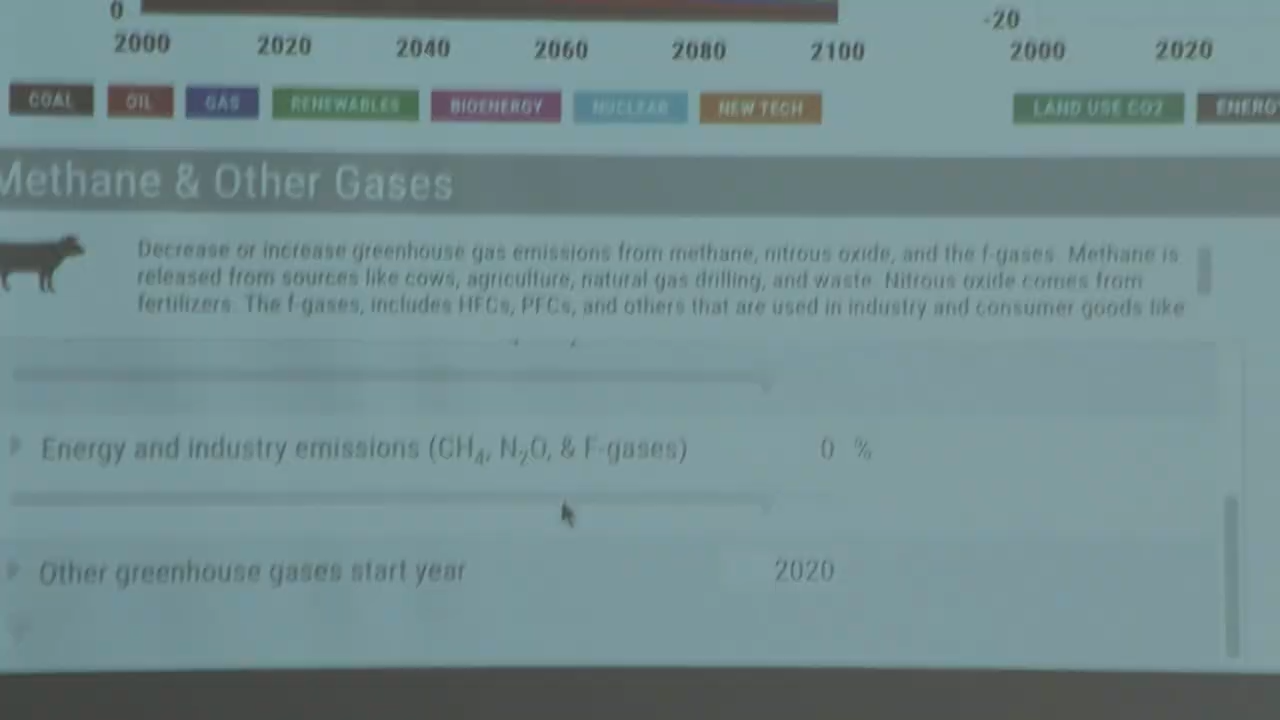 0
2000 2020 2040 2060 2080 2100
-20
2000 2020
COAL OIL GAS RENEWABLES BIOENERGY NUCLEAR NEW TECH
LAND USE CO2 ENERG
Methane & Other Gases
Decrease or increase greenhouse gas emissions from methane, nitrous oxide, and the f-gases. Methane is
released from sources like cows, agriculture, natural gas drilling, and waste. Nitrous oxide comes from
fertilizers. The f-gases, includes HFCs, PFCs, and others that are used in industry and consumer goods like
Energy and industry emissions (CH₄, N₂O, & F-gases) 0 %
Other greenhouse gases start year 2020